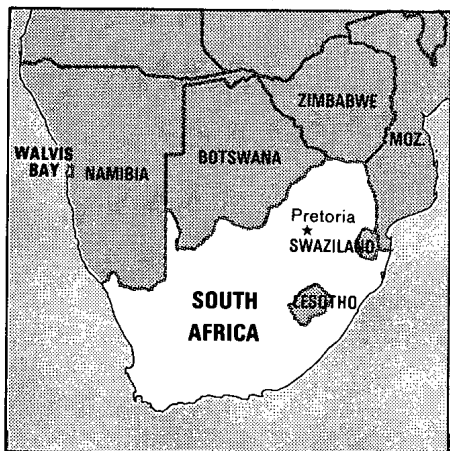 ZIMBABWE
MOZ.
WALVIS
BAY
NAMIBIA
BOTSWANA
Pretoria
SWAZILAND
LESOTHO
SOUTH
AFRICA